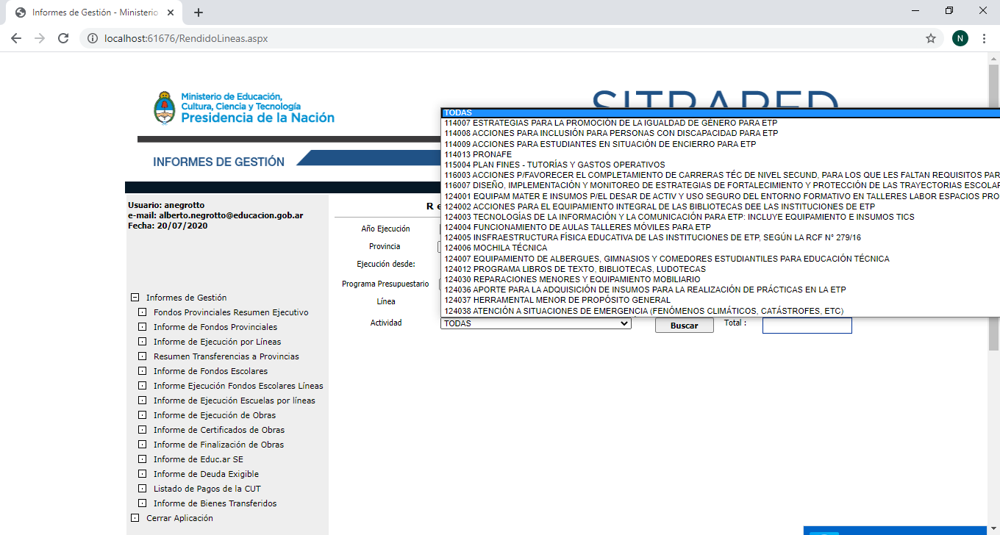 Informes de Gestión - Ministerio
localhost:61676/RendidoLineas.aspx
N
Ministerio de Educación,
Cultura, Ciencia y Tecnología
Presidencia de la Nación
SITRARED
INFORMES DE GESTIÓN
Usuario: anegrotto
e-mail: alberto.negrotto@educacion.gob.ar
Fecha: 20/07/2020
Informes de Gestión
Fondos Provinciales Resumen Ejecutivo
Informe de Fondos Provinciales
Informe de Ejecución por Líneas
Resumen Transferencias a Provincias
Informe de Fondos Escolares
Informe Ejecución Fondos Escolares Líneas
Informe de Ejecución Escuelas por líneas
Informe de Ejecución de Obras
Informe de Certificados de Obras
Informe de Finalización de Obras
Informe de Educ.ar SE
Informe de Deuda Exigible
Listado de Pagos de la CUT
Informe de Bienes Transferidos
Cerrar Aplicación
R e
Año Ejecución
Provincia
Ejecución desde:
Programa Presupuestario
Línea
Actividad
TODAS
114007 ESTRATEGIAS PARA LA PROMOCIÓN DE LA IGUALDAD DE GÉNERO PARA ETP
114008 ACCIONES PARA INCLUSIÓN PARA PERSONAS CON DISCAPACIDAD PARA ETP
114009 ACCIONES PARA ESTUDIANTES EN SITUACIÓN DE ENCIERRO PARA ETP
114013 PRONAFE
115004 PLAN FINES - TUTORÍAS Y GASTOS OPERATIVOS
116003 ACCIONES P/FAVORECER EL COMPLETAMIENTO DE CARRERAS TÉC DE NIVEL SECUND, PARA LOS QUE LES FALTAN REQUISITOS PAR
116007 DISEÑO, IMPLEMENTACIÓN Y MONITOREO DE ESTRATEGIAS DE FORTALECIMIENTO Y PROTECCIÓN DE LAS TRAYECTORIAS ESCOLAR
124001 EQUIPAM MATER E INSUMOS P/EL DESAR DE ACTIV Y USO SEGURO DEL ENTORNO FORMATIVO EN TALLERES LABOR ESPACIOS PRO
124002 ACCIONES PARA EL EQUIPAMIENTO INTEGRAL DE LAS BIBLIOTECAS DEE LAS INSTITUCIONES DE ETP
124003 TECNOLOGÍAS DE LA INFORMACIÓN Y LA COMUNICACIÓN PARA ETP: INCLUYE EQUIPAMIENTO E INSUMOS TICS
124004 FUNCIONAMIENTO DE AULAS TALLERES MÓVILES PARA ETP
124005 INSFRAESTRUCTURA FÍSICA EDUCATIVA DE LAS INSTITUCIONES DE ETP, SEGÚN LA RCF N° 279/16
124006 MOCHILA TÉCNICA
124007 EQUIPAMIENTO DE ALBERGUES, GIMNASIOS Y COMEDORES ESTUDIANTILES PARA EDUCACIÓN TÉCNICA
124012 PROGRAMA LIBROS DE TEXTO, BIBLIOTECAS, LUDOTECAS
124030 REPARACIONES MENORES Y EQUIPAMIENTO MOBILIARIO
124036 APORTE PARA LA ADQUISICIÓN DE INSUMOS PARA LA REALIZACIÓN DE PRÁCTICAS EN LA ETP
124037 HERRAMENTAL MENOR DE PROPÓSITO GENERAL
124038 ATENCIÓN A SITUACIONES DE EMERGENCIA (FENÓMENOS CLIMÁTICOS, CATÁSTROFES, ETC)
TODAS
Buscar
Total :